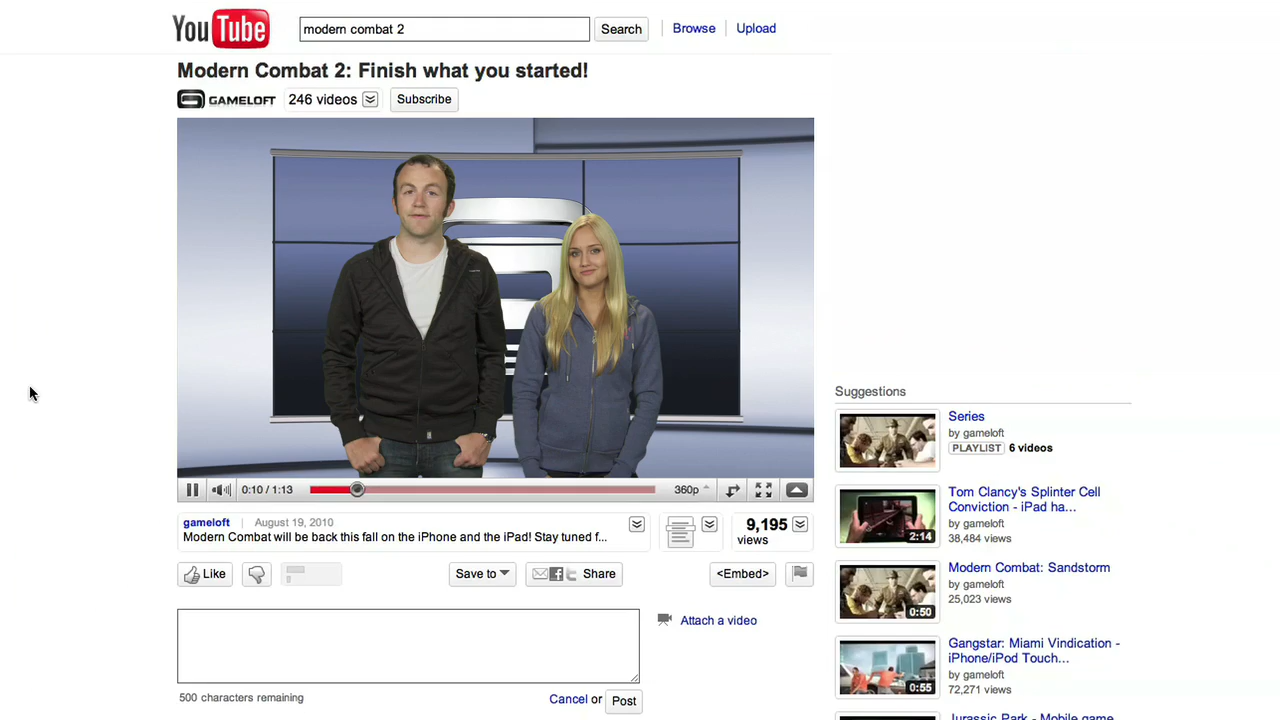 YouTube
modern combat 2
Search
Browse
Upload
Modern Combat 2: Finish what you started!
GAMELOFT
246 videos
Subscribe
0:10 / 1:13
360p
gameloft | August 19, 2010
Modern Combat will be back this fall on the iPhone and the iPad! Stay tuned f...
9,195
views
Like
Save to
Share
<Embed>
Attach a video
500 characters remaining
Cancel or
Post
Suggestions
Series
by gameloft
PLAYLIST 6 videos
Tom Clancy's Splinter Cell
Conviction - iPad ha...
by gameloft
38,484 views
2:14
Modern Combat: Sandstorm
by gameloft
25,023 views
0:50
Gangstar: Miami Vindication -
iPhone/iPod Touch...
by gameloft
72,271 views
0:55
Jurassic Park - Mobile game